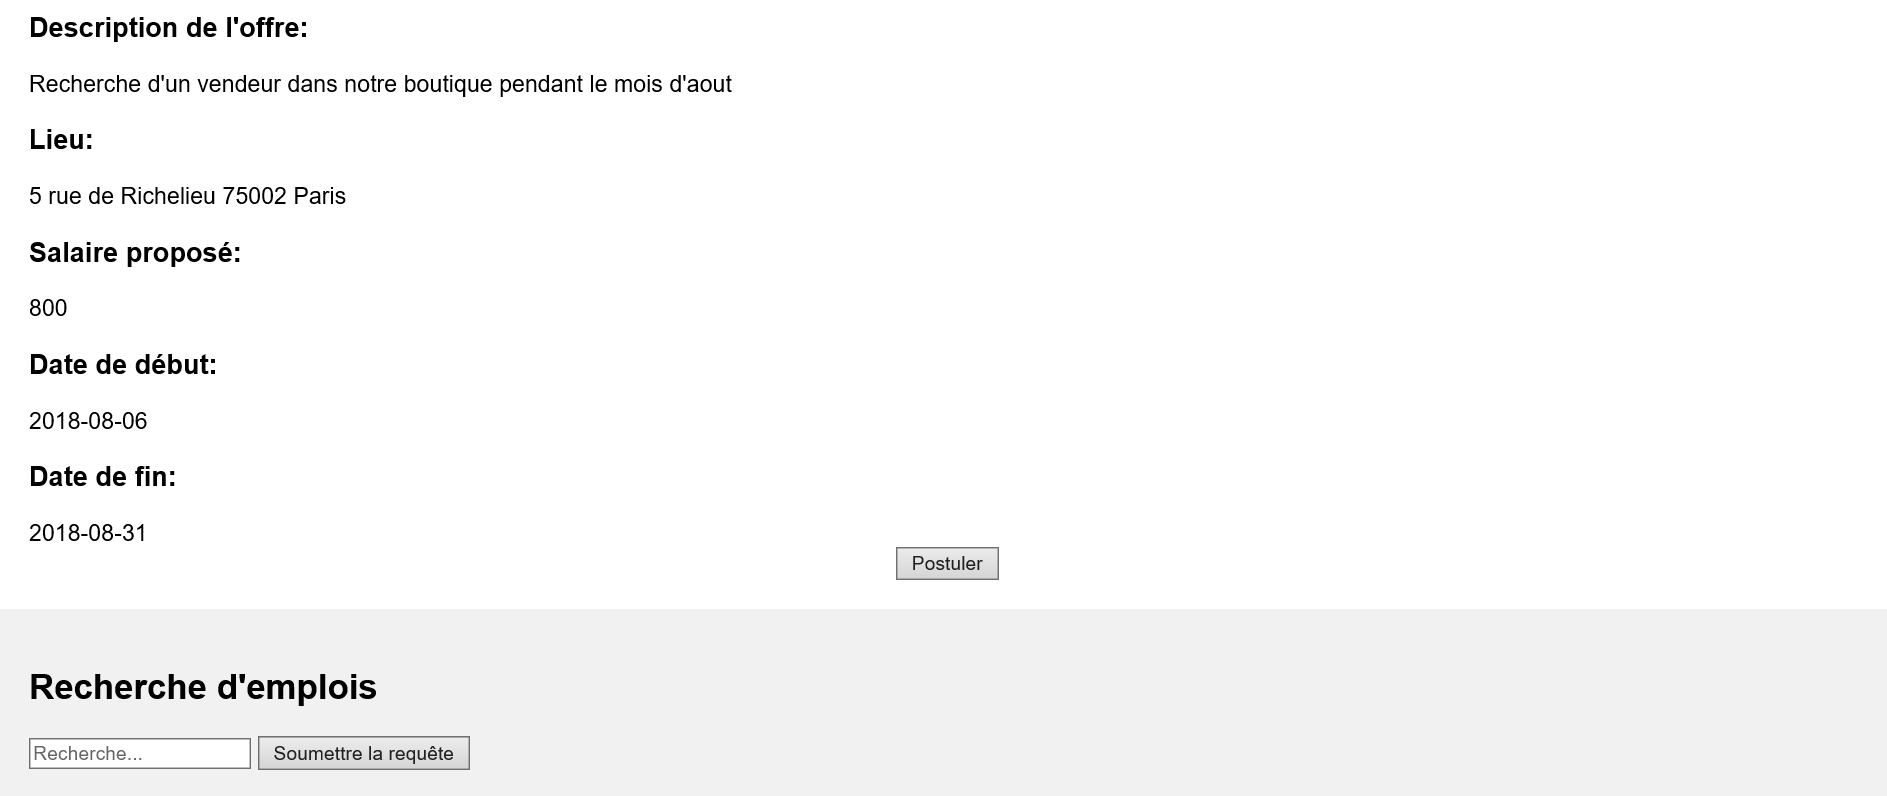 Description de l'offre:
Recherche d'un vendeur dans notre boutique pendant le mois d'aout
Lieu:
5 rue de Richelieu 75002 Paris
Salaire proposé:
800
Date de début:
2018-08-06
Date de fin:
2018-08-31
Postuler
Recherche d'emplois
Recherche... Soumettre la requête